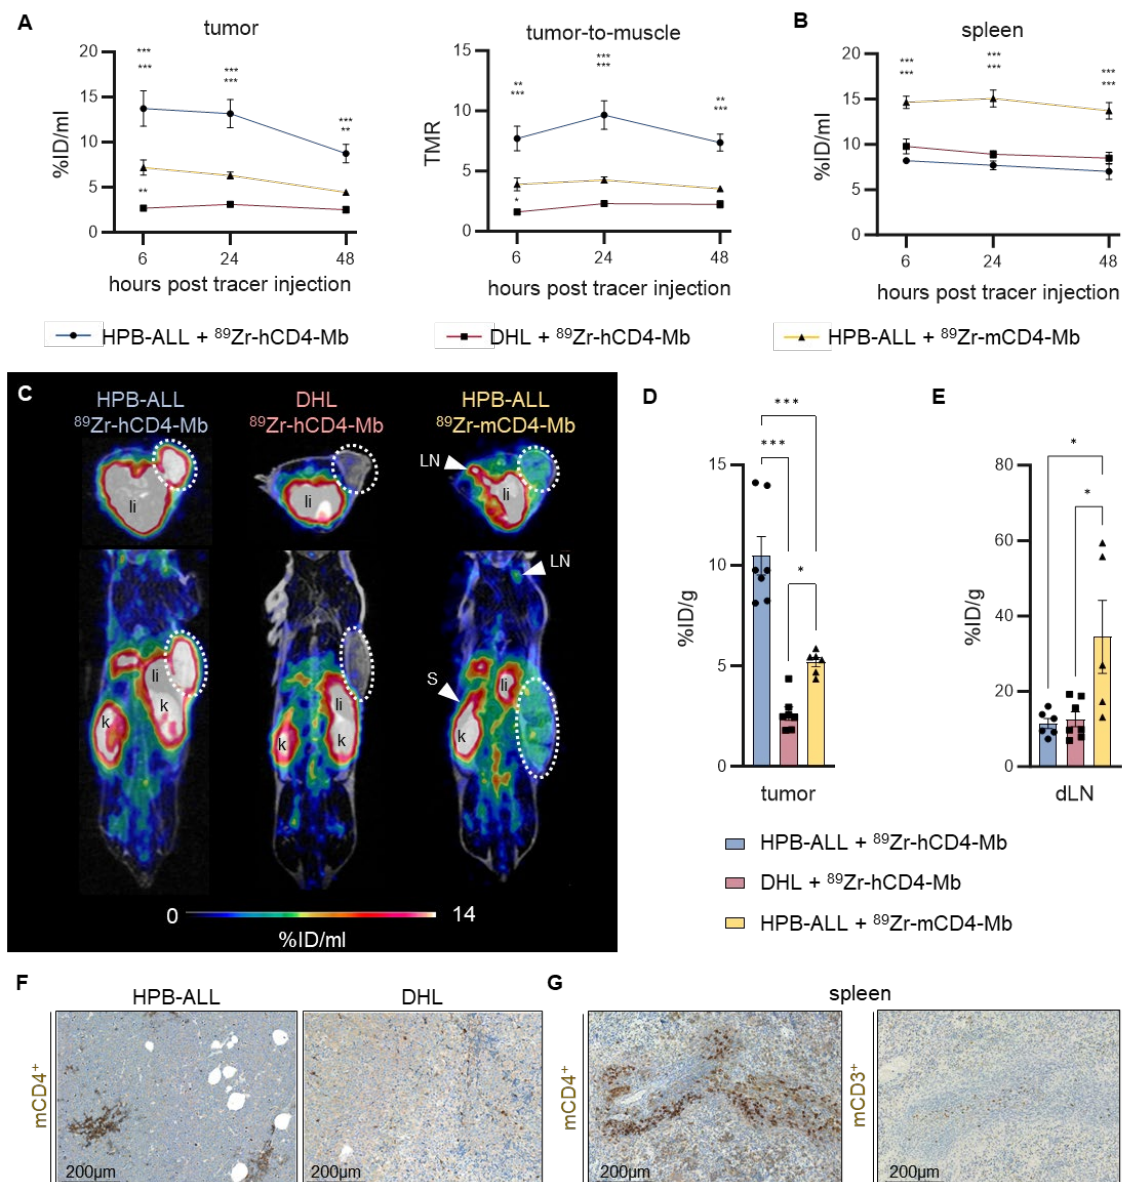 A
tumor
tumor-to-muscle
B
spleen
20
15
10
5
0
%ID/ml
***
***
***
***
***
**
**
6
24
48
hours post tracer injection
15
10
5
0
TMR
**
***
***
***
**
***
*
6
24
48
hours post tracer injection
20
15
10
5
0
%ID/ml
***
***
***
***
***
***
6
24
48
hours post tracer injection
HPB-ALL + ⁸⁹Zr-hCD4-Mb
DHL + ⁸⁹Zr-hCD4-Mb
HPB-ALL + ⁸⁹Zr-mCD4-Mb
C
HPB-ALL
⁸⁹Zr-hCD4-Mb
DHL
⁸⁹Zr-hCD4-Mb
HPB-ALL
⁸⁹Zr-mCD4-Mb
LN
li
li
li
LN
S
li
k
k
li
k
k
li
k
0
14
%ID/ml
D
***
***
*
15
10
5
0
%ID/g
tumor
E
*
*
80
60
40
20
0
%ID/g
dLN
HPB-ALL + ⁸⁹Zr-hCD4-Mb
DHL + ⁸⁹Zr-hCD4-Mb
HPB-ALL + ⁸⁹Zr-mCD4-Mb
F
HPB-ALL
DHL
mCD4⁺
200µm
200µm
G
spleen
mCD4⁺
200µm
mCD3⁺
200µm